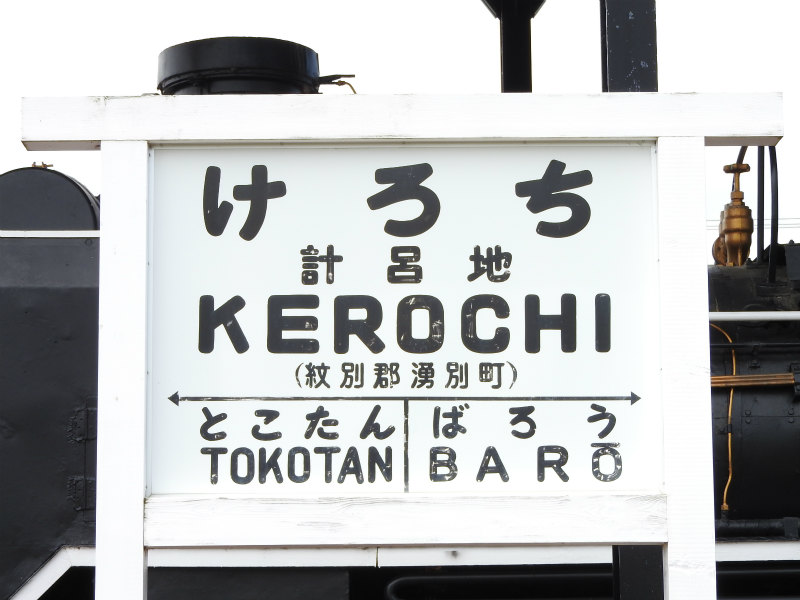 けろち
計呂地
KEROCHI
(紋別郡湧別町)
とこたん ばろう
TOKOTAN BARŌ